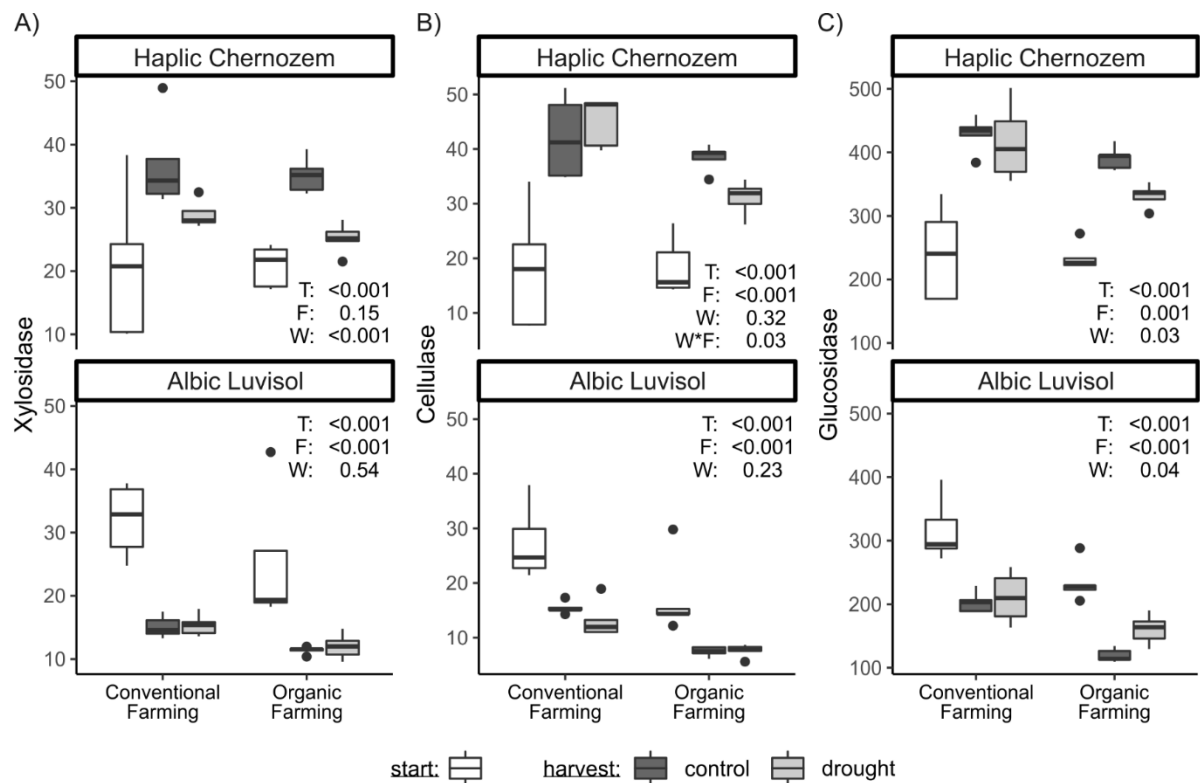 A)
Haplic Chernozem
50
40
30
20
10
T: <0.001
F: 0.15
W: <0.001
Albic Luvisol
50
40
30
20
10
T: <0.001
F: <0.001
W: 0.54
Xylosidase
Conventional Farming
Organic Farming
B)
Haplic Chernozem
50
40
30
20
10
T: <0.001
F: <0.001
W: 0.32
W*F: 0.03
Albic Luvisol
50
40
30
20
10
T: <0.001
F: <0.001
W: 0.23
Cellulase
Conventional Farming
Organic Farming
C)
Haplic Chernozem
500
400
300
200
100
T: <0.001
F: 0.001
W: 0.03
Albic Luvisol
500
400
300
200
100
T: <0.001
F: <0.001
W: 0.04
Glucosidase
Conventional Farming
Organic Farming
start: harvest: control drought